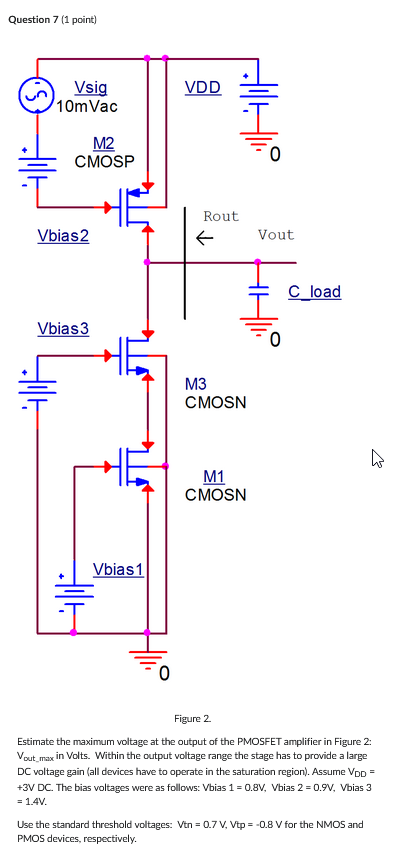 Question 7 (1 point)
Vsig
10mVac
VDD
M2
CMOSP
0
Rout
Vout
Vbias2
C_load
Vbias3
0
M3
CMOSN
M1
CMOSN
Vbias1
0
Figure 2.
Estimate the maximum voltage at the output of the PMOSFET amplifier in Figure 2:
Vout_max in Volts. Within the output voltage range the stage has to provide a large
DC voltage gain (all devices have to operate in the saturation region). Assume VDD =
+3V DC. The bias voltages were as follows: Vbias 1 = 0.8V, Vbias 2 = 0.9V, Vbias 3
= 1.4V.
Use the standard threshold voltages: Vtn = 0.7 V, Vtp = -0.8 V for the NMOS and
PMOS devices, respectively.